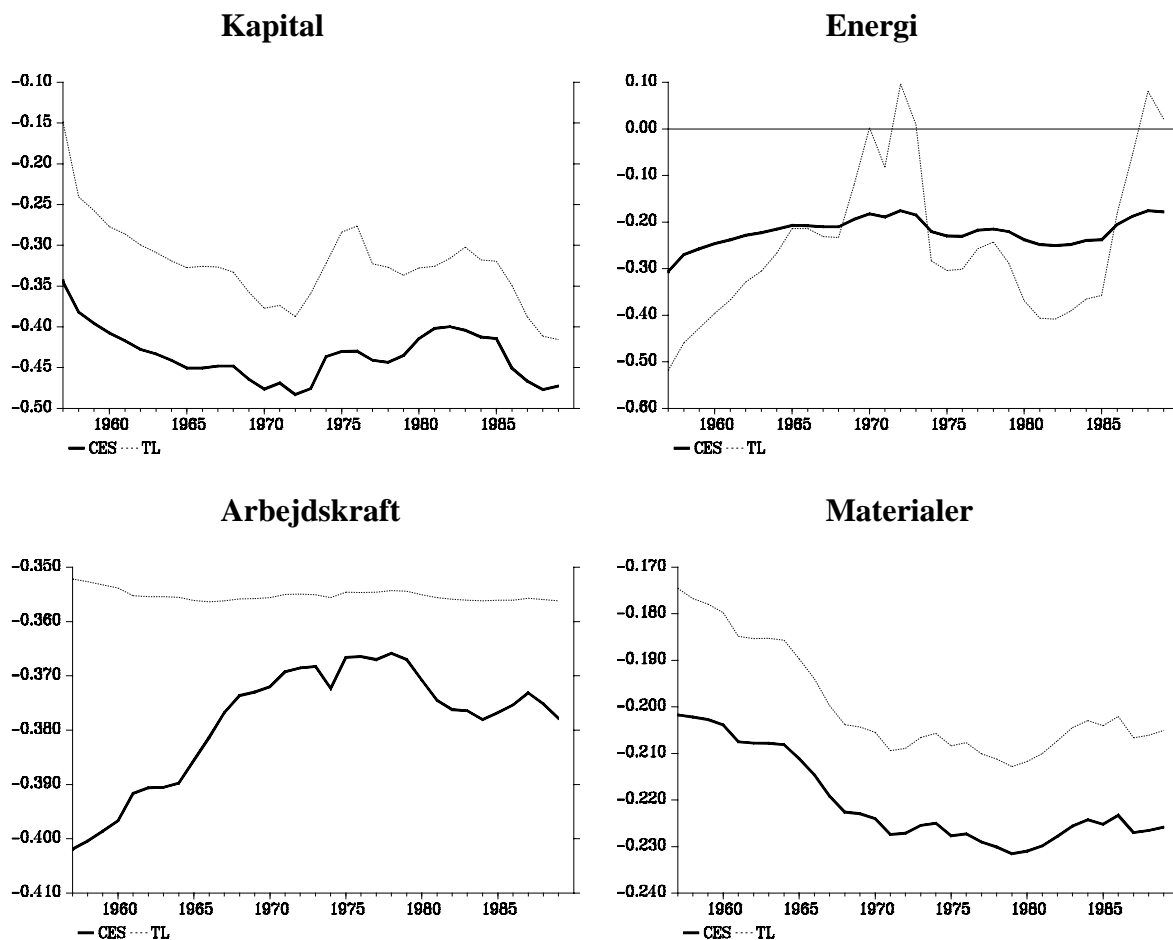 Kapital
-0.10
-0.15
-0.20
-0.25
-0.30
-0.35
-0.40
-0.45
-0.50
1960 1965 1970 1975 1980 1985
CES TL
Energi
0.10
0.00
-0.10
-0.20
-0.30
-0.40
-0.50
-0.60
1960 1965 1970 1975 1980 1985
CES TL
Arbejdskraft
-0.350
-0.360
-0.370
-0.380
-0.390
-0.400
-0.410
1960 1965 1970 1975 1980 1985
CES TL
Materialer
-0.170
-0.180
-0.190
-0.200
-0.210
-0.220
-0.230
-0.240
1960 1965 1970 1975 1980 1985
CES TL